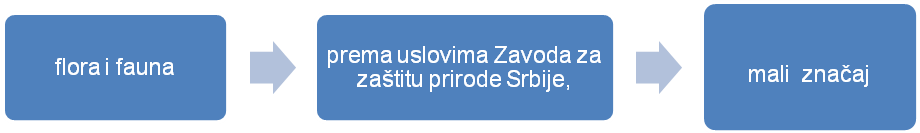 flora i fauna
prema uslovima Zavoda za
zaštitu prirode Srbije,
mali  značaj